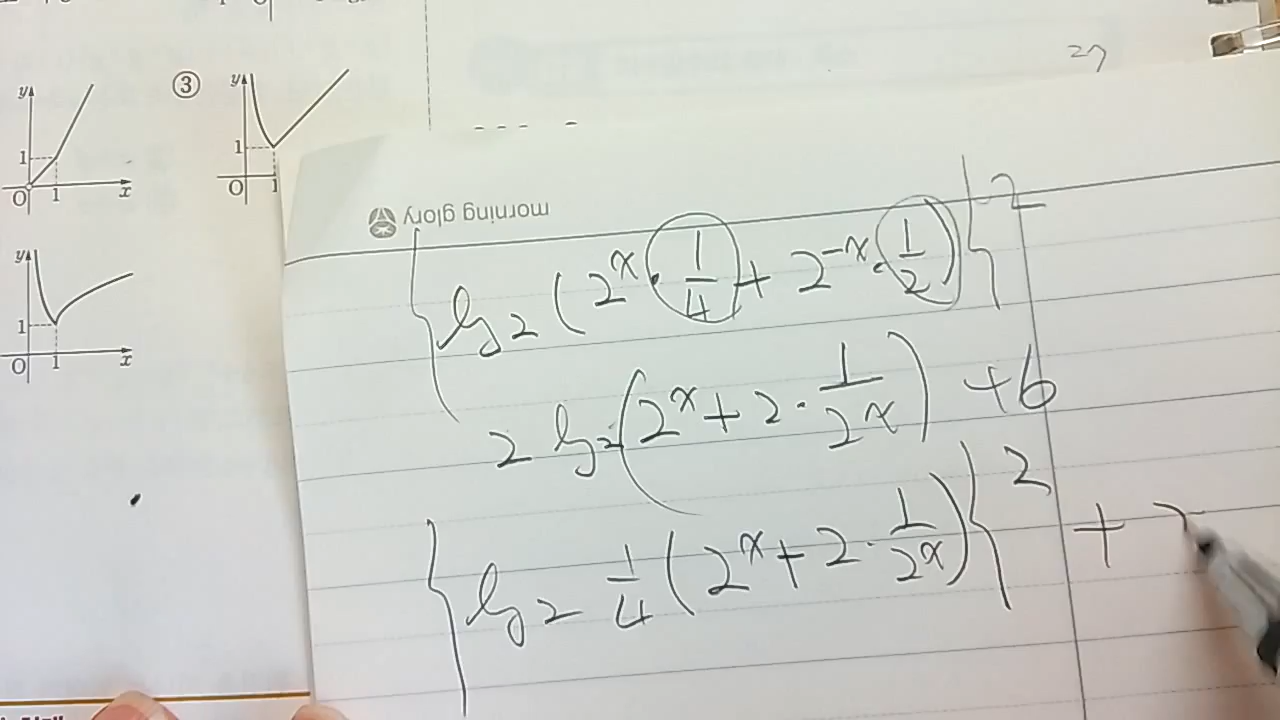 27
③
y
1
O 1 x
y
1
O 1
y
1
O 1 x
morning glory
{log₂(2^x · 1/4 + 2^-x · 1/2)}²
2 log₂(2^x + 2 · 1/2^x) + 6
{log₂ 1/4 (2^x + 2 · 1/2^x)}² +